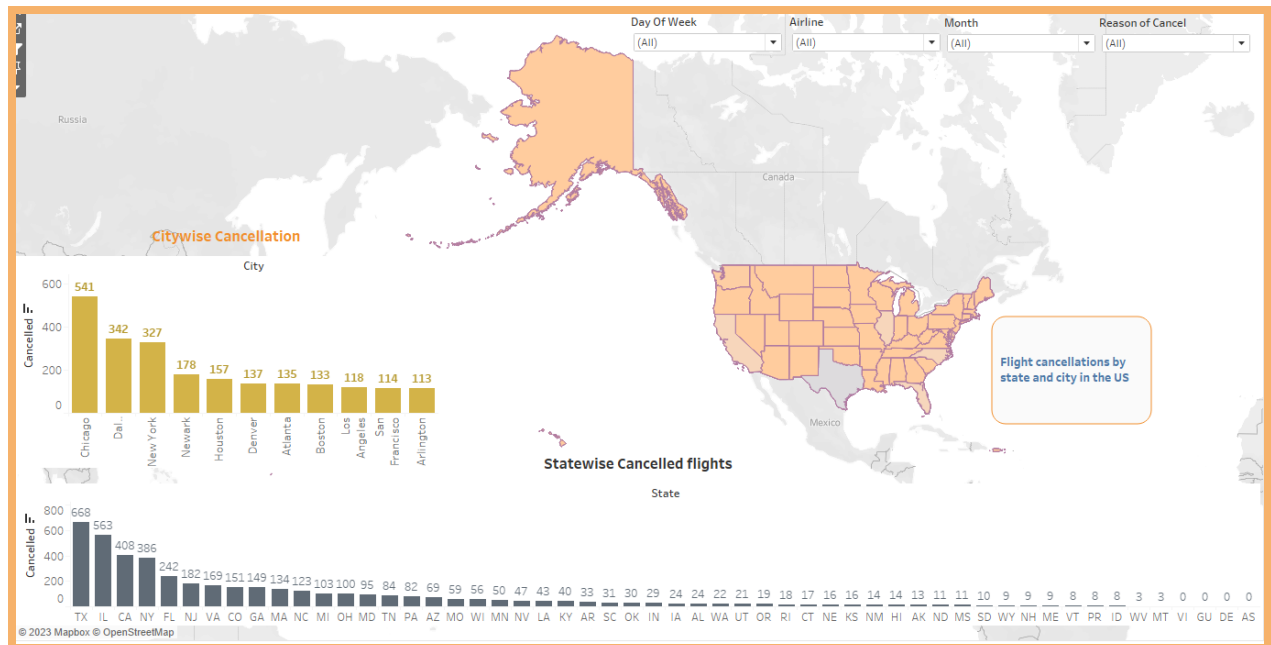 Day Of Week
Airline
Month
Reason of Cancel
(All)
(All)
(All)
(All)
Russia
Canada
Citywise Cancellation
City
600
400
200
0
Cancelled
541
342
327
178
157
137
135
133
118
114
113
Chicago
Dal..
New York
Newark
Houston
Denver
Atlanta
Boston
Los
Angeles
San
Francisco
Arlington
Flight cancellations by
state and city in the US
Mexico
Statewise Cancelled flights
State
800
600
400
200
0
Cancelled
668 563 408 386 242 182 169 151 149 134 123 103 100 95 84 82 69 59 56 50 47 43 40 33 31 30 29 24 24 22 21 19 18 17 16 16 14 14 13 11 11 10 9 9 9 8 8 8 3 3 0 0 0 0
TX IL CA NY FL NJ VA CO GA MA NC MI OH MD TN PA AZ MO WI MN NV LA KY AR SC OK IN IA AL WA UT OR RI CT NE KS NM HI AK ND MS SD WY NH ME VT PR ID WV MT VI GU DE AS
© 2023 Mapbox © OpenStreetMap